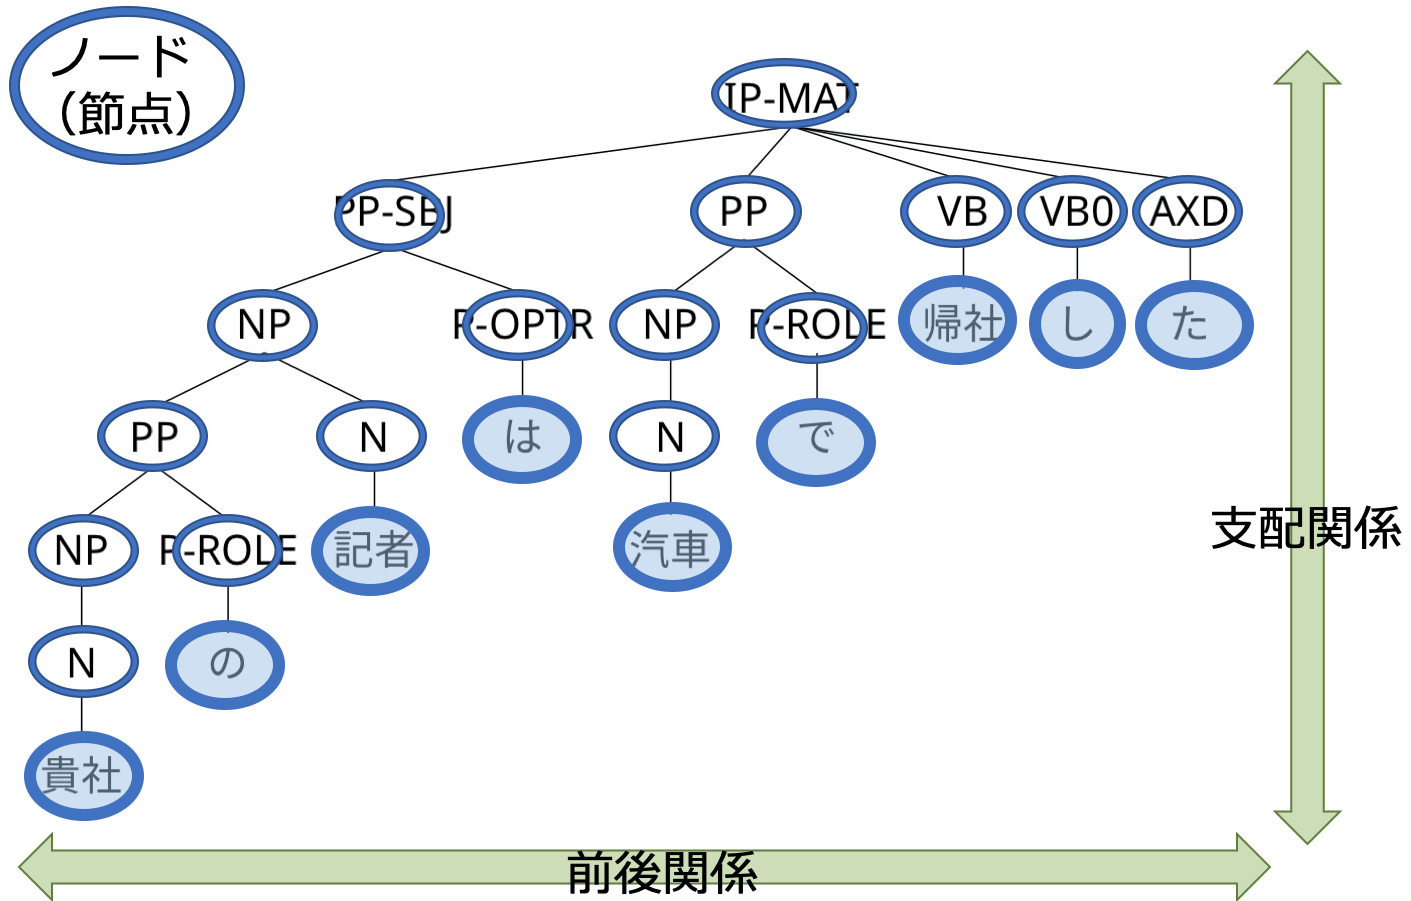 ノード
（節点）
IP-MAT
PP-SBJ PP VB VB0 AXD
NP P-OPTR NP P-ROLE 帰社 し た
PP N は N で
NP P-ROLE 記者 汽車
N の
貴社
支配関係
前後関係